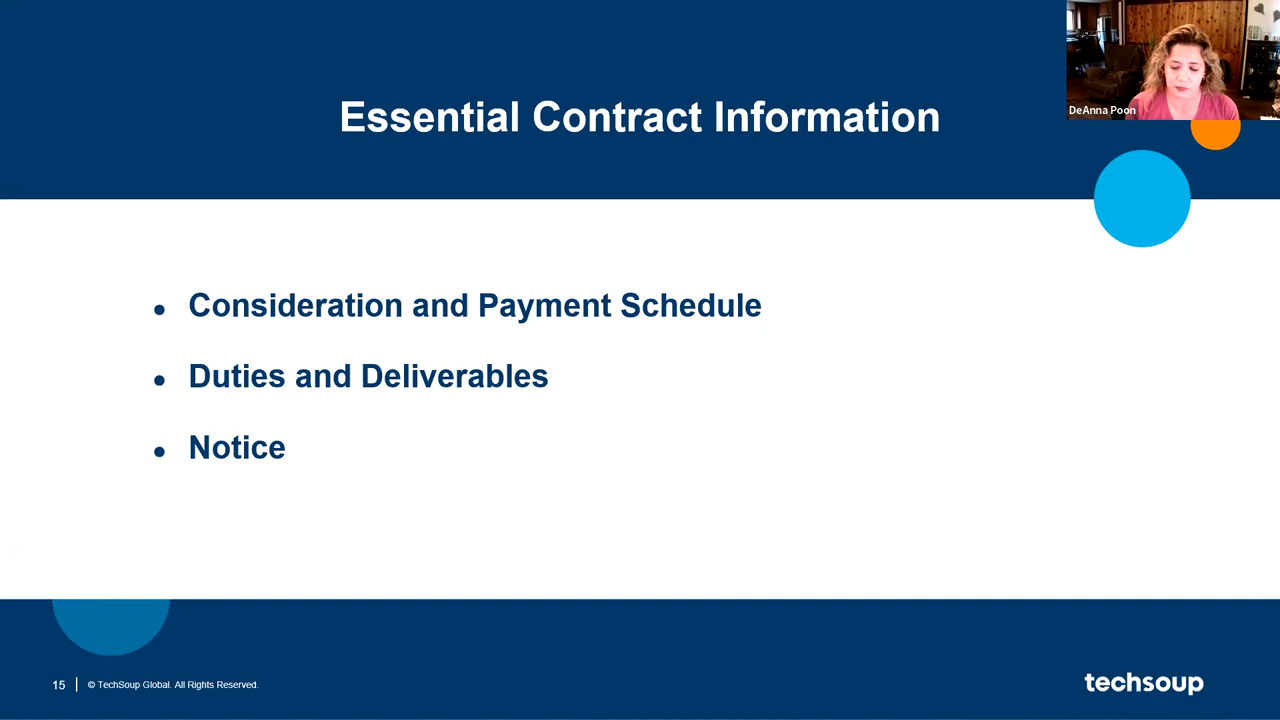 Essential Contract Information
DeAnna Poon
● Consideration and Payment Schedule
● Duties and Deliverables
● Notice
15 | © TechSoup Global. All Rights Reserved.
techsoup